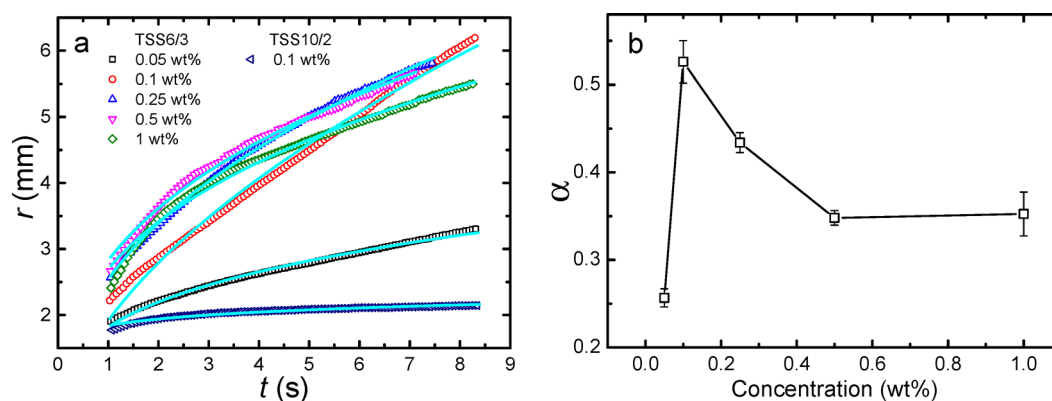 a
TSS6/3 TSS10/2
0.05 wt% 0.1 wt%
0.1 wt%
0.25 wt%
0.5 wt%
1 wt%
6
5
4
3
2
r (mm)
0 1 2 3 4 5 6 7 8 9
t (s)
b
0.5
0.4
0.3
0.2
α
0.0 0.2 0.4 0.6 0.8 1.0
Concentration (wt%)